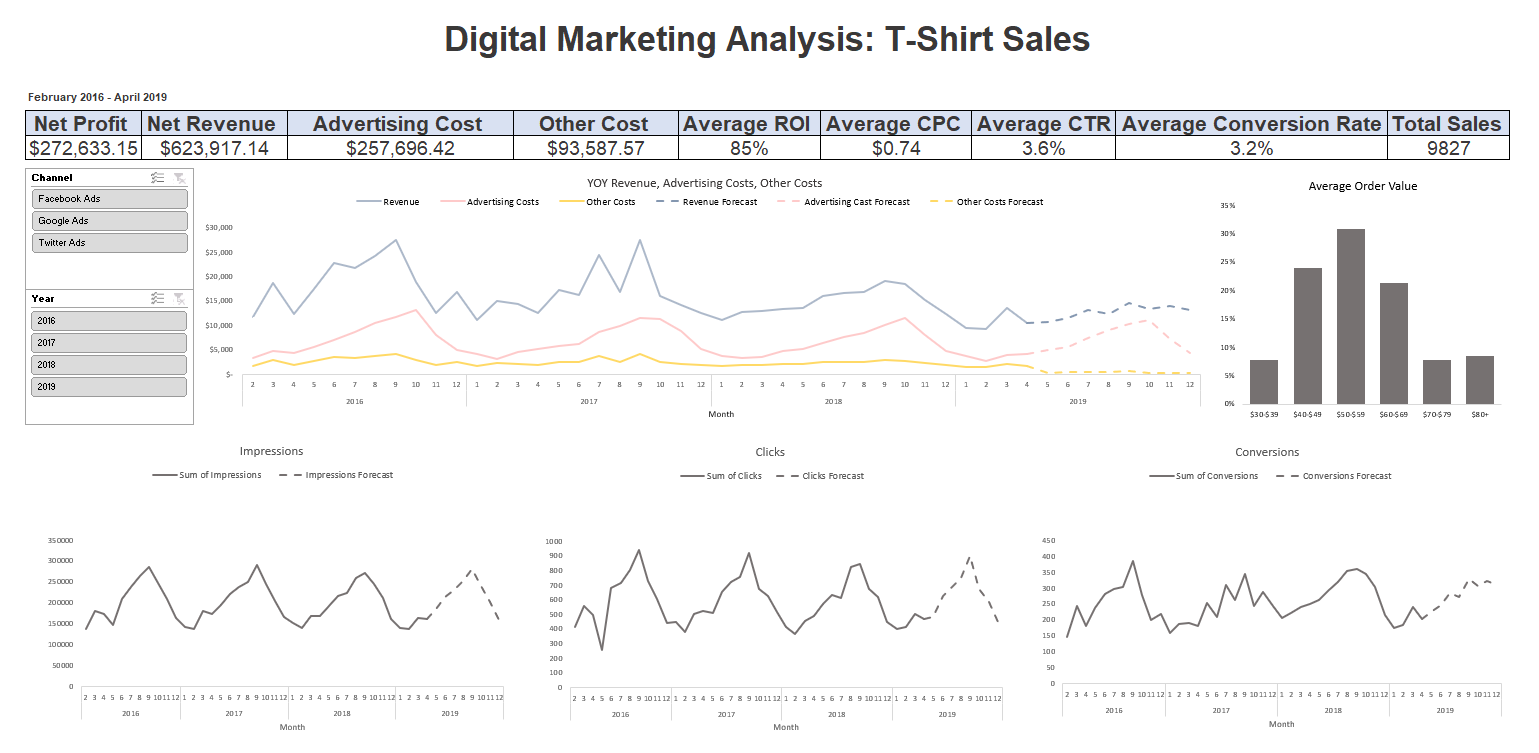 Digital Marketing Analysis: T-Shirt Sales
February 2016 - April 2019
Net Profit Net Revenue Advertising Cost Other Cost Average ROI Average CPC Average CTR Average Conversion Rate Total Sales
$272,633.15 $623,917.14 $257,696.42 $93,587.57 85% $0.74 3.6% 3.2% 9827
Channel
Facebook Ads
Google Ads
Twitter Ads
Year
2016
2017
2018
2019
YOY Revenue, Advertising Costs, Other Costs
Revenue Advertising Costs Other Costs Revenue Forecast Advertising Cast Forecast Other Costs Forecast
$30,000
$25,000
$20,000
$15,000
$10,000
$5,000
$-
2 3 4 5 6 7 8 9 10 11 12 1 2 3 4 5 6 7 8 9 10 11 12 1 2 3 4 5 6 7 8 9 10 11 12 1 2 3 4 5 6 7 8 9 10 11 12
2016 2017 2018 2019
Month
Average Order Value
35%
30%
25%
20%
15%
10%
5%
0%
$30-$39 $40-$49 $50-$59 $60-$69 $70-$79 $80+
Impressions
Sum of Impressions Impressions Forecast
350000
300000
250000
200000
150000
100000
50000
0
2 3 4 5 6 7 8 9 10 11 12 1 2 3 4 5 6 7 8 9 10 11 12 1 2 3 4 5 6 7 8 9 10 11 12 1 2 3 4 5 6 7 8 9 10 11 12
2016 2017 2018 2019
Month
Clicks
Sum of Clicks Clicks Forecast
1000
900
800
700
600
500
400
300
200
100
0
2 3 4 5 6 7 8 9 10 11 12 1 2 3 4 5 6 7 8 9 10 11 12 1 2 3 4 5 6 7 8 9 10 11 12 1 2 3 4 5 6 7 8 9 10 11 12
2016 2017 2018 2019
Month
Conversions
Sum of Conversions Conversions Forecast
450
400
350
300
250
200
150
100
50
0
2 3 4 5 6 7 8 9 10 11 12 1 2 3 4 5 6 7 8 9 10 11 12 1 2 3 4 5 6 7 8 9 10 11 12 1 2 3 4 5 6 7 8 9 10 11 12
2016 2017 2018 2019
Month